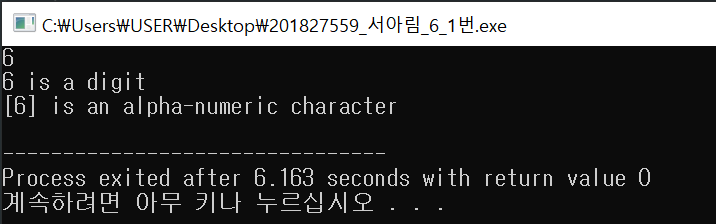 C:₩Users₩USER₩Desktop₩201827559_서아림_6_1번.exe
6
6 is a digit
[6] is an alpha-numeric character
--------------------------------
Process exited after 6.163 seconds with return value 0
계속하려면 아무 키나 누르십시오 . . .